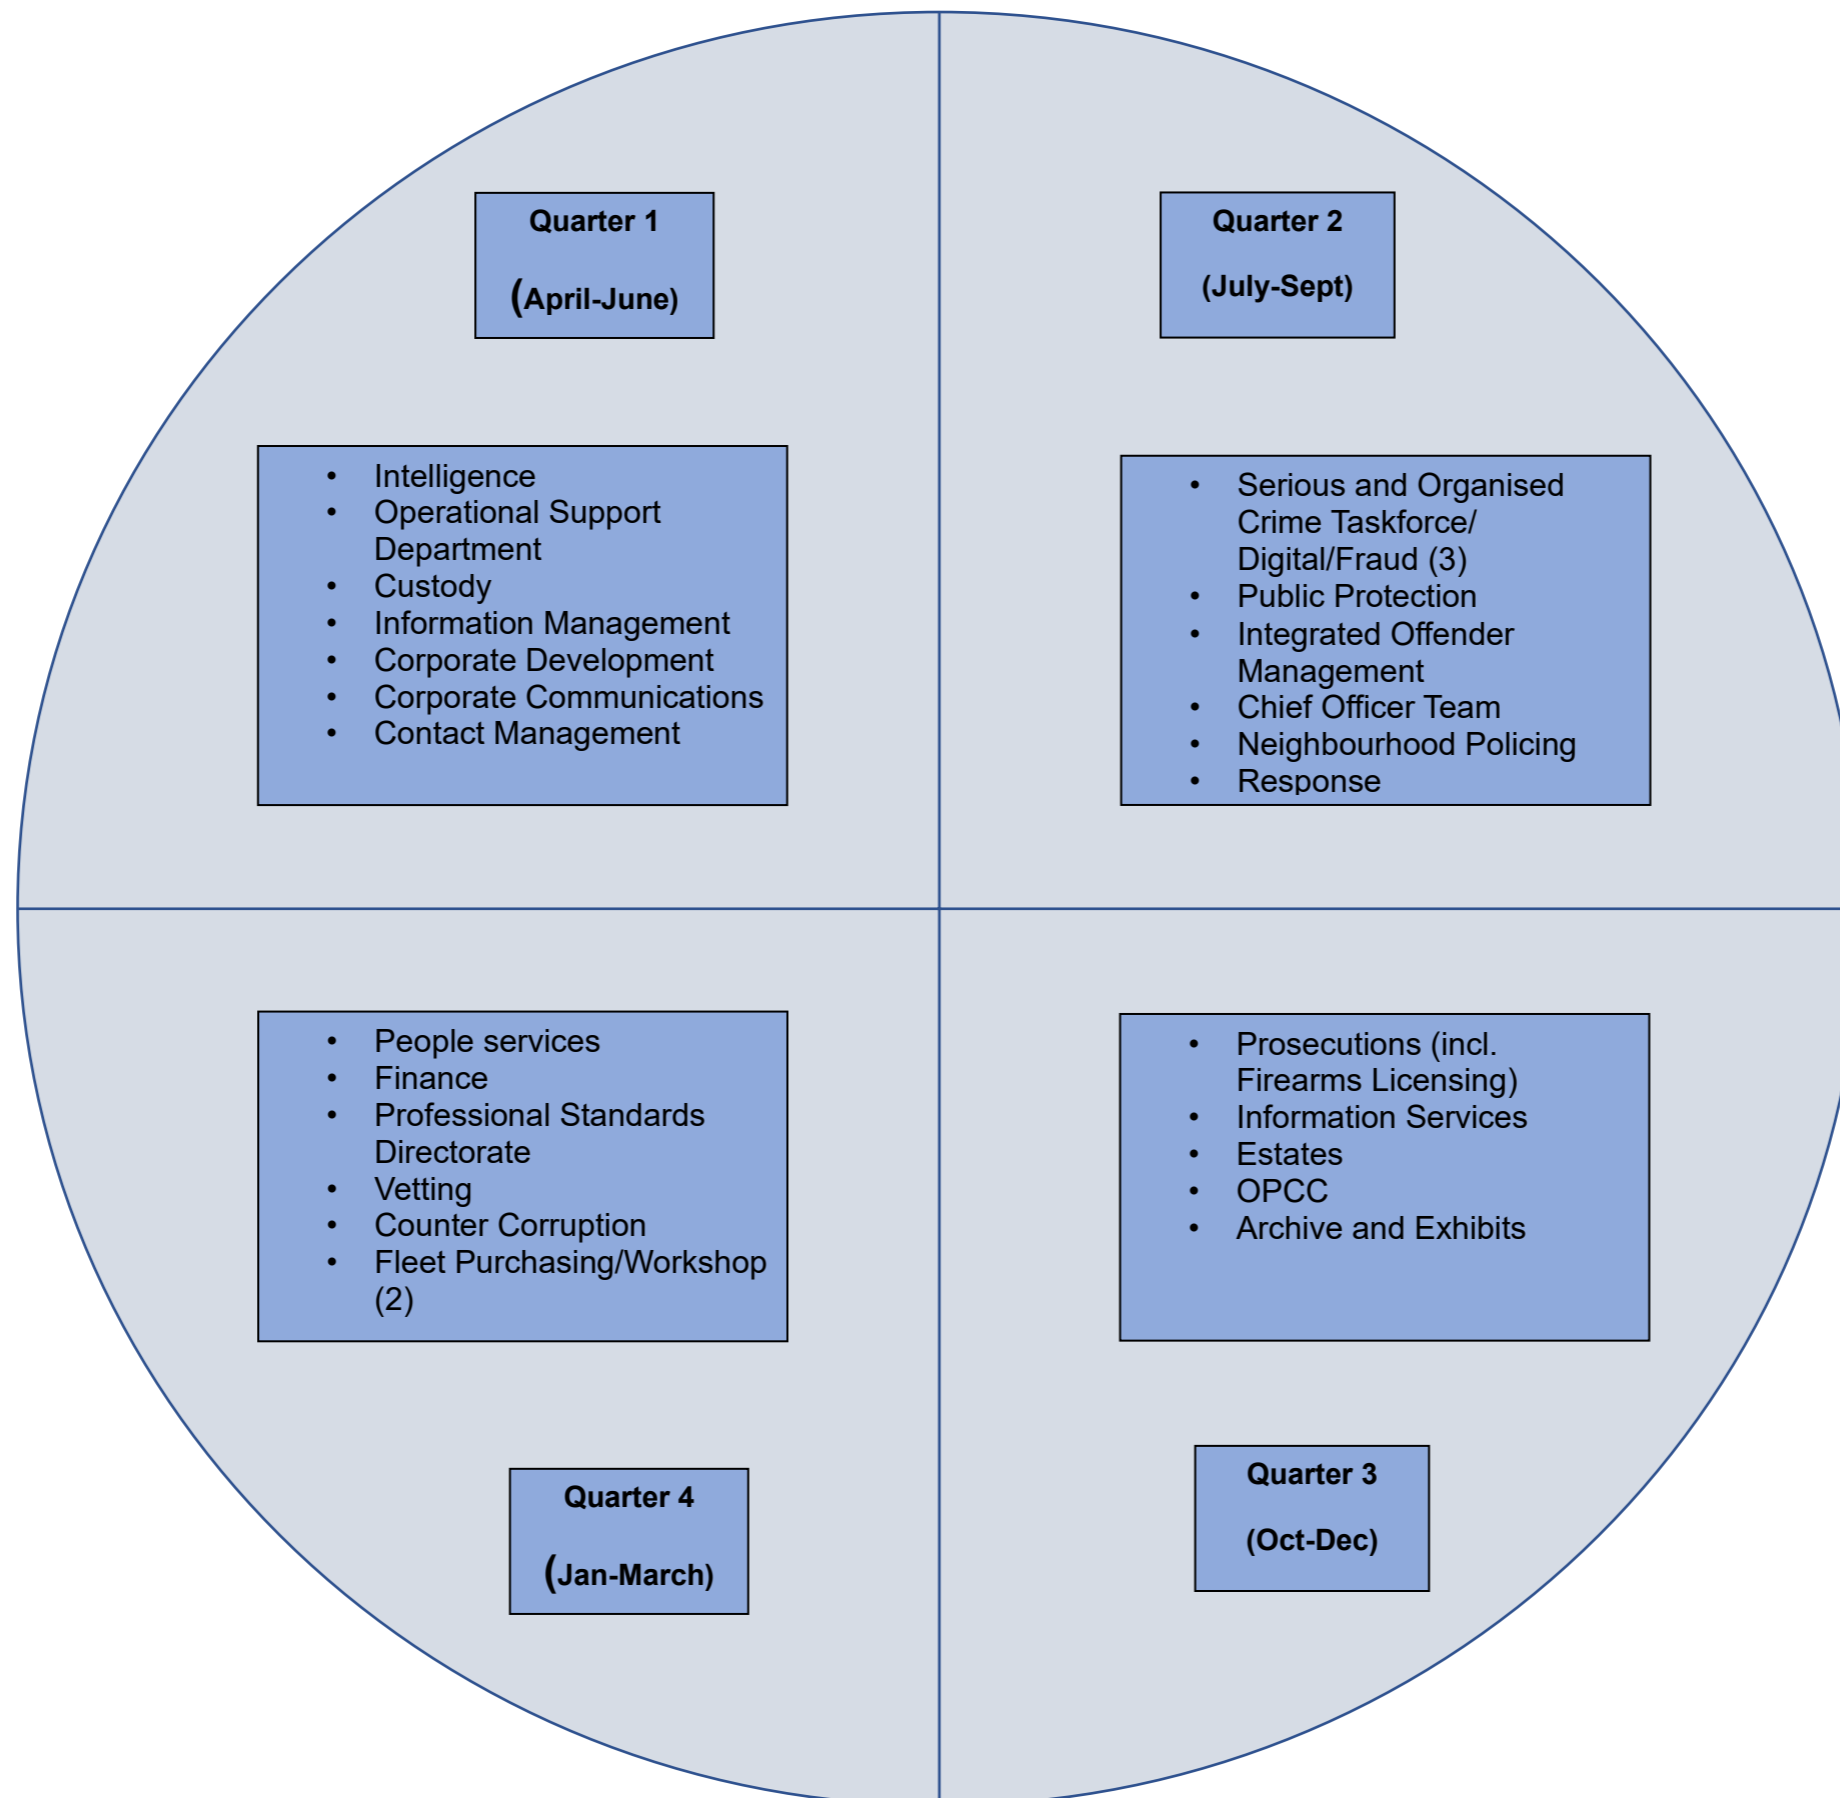 Quarter 1
(April-June)
• Intelligence
• Operational Support
Department
• Custody
• Information Management
• Corporate Development
• Corporate Communications
• Contact Management
Quarter 2
(July-Sept)
• Serious and Organised
Crime Taskforce/
Digital/Fraud (3)
• Public Protection
• Integrated Offender
Management
• Chief Officer Team
• Neighbourhood Policing
• Response
• People services
• Finance
• Professional Standards
Directorate
• Vetting
• Counter Corruption
• Fleet Purchasing/Workshop
(2)
Quarter 4
(Jan-March)
• Prosecutions (incl.
Firearms Licensing)
• Information Services
• Estates
• OPCC
• Archive and Exhibits
Quarter 3
(Oct-Dec)